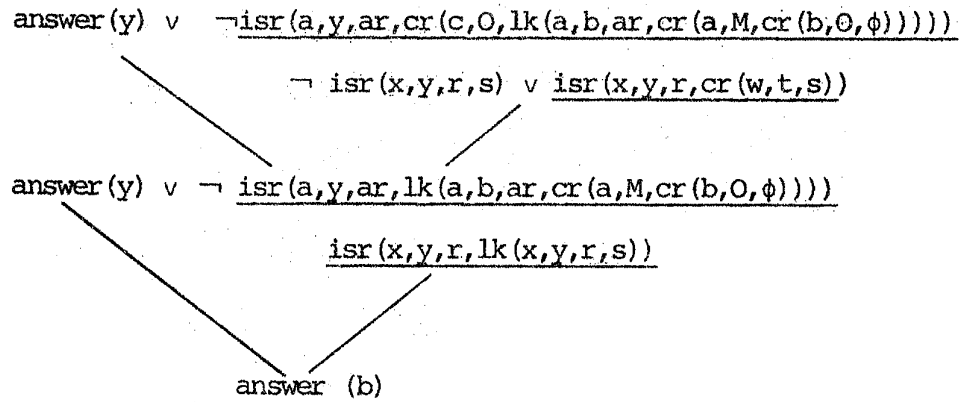 answer(y) ∨ ¬isr(a,y,ar,cr(c,O,lk(a,b,ar,cr(a,M,cr(b,O,ϕ)))))
¬ isr(x,y,r,s) ∨ isr(x,y,r,cr(w,t,s))
answer(y) ∨ ¬ isr(a,y,ar,lk(a,b,ar,cr(a,M,cr(b,O,ϕ))))
isr(x,y,r,lk(x,y,r,s))
answer (b)